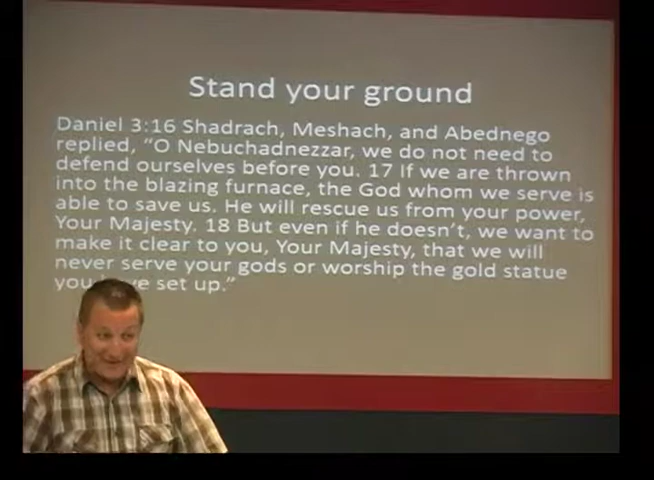 Stand your ground
Daniel 3:16 Shadrach, Meshach, and Abednego
replied, “O Nebuchadnezzar, we do not need to
defend ourselves before you. 17 If we are thrown
into the blazing furnace, the God whom we serve is
able to save us. He will rescue us from your power,
Your Majesty. 18 But even if he doesn’t, we want to
make it clear to you, Your Majesty, that we will
never serve your gods or worship the gold statue
set up.”